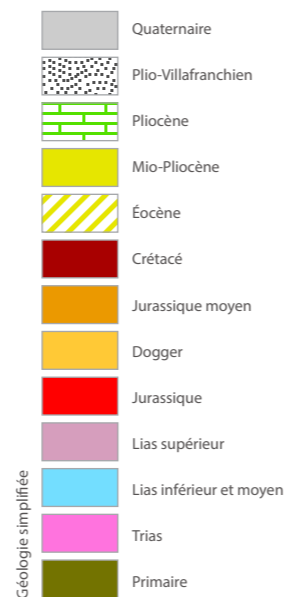 Quaternaire
Plio-Villafranchien
Pliocène
Mio-Pliocène
Éocène
Crétacé
Jurassique moyen
Dogger
Jurassique
Lias supérieur
Lias inférieur et moyen
Trias
Primaire
Géologie simplifiée